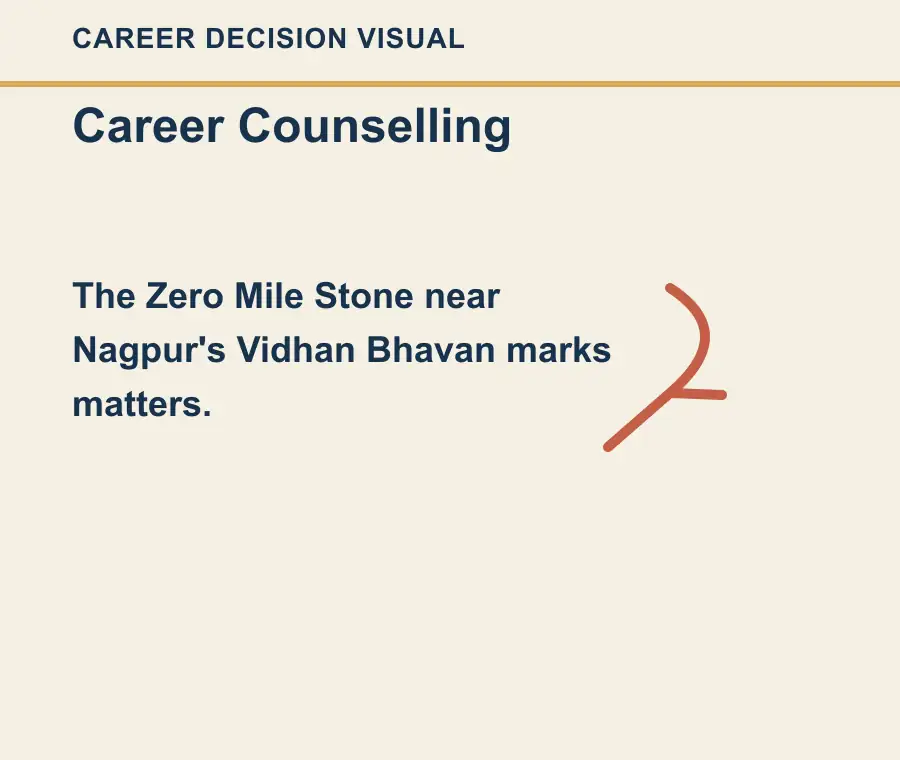 CAREER DECISION VISUAL
Career Counselling
The Zero Mile Stone near
Nagpur's Vidhan Bhavan marks
matters.